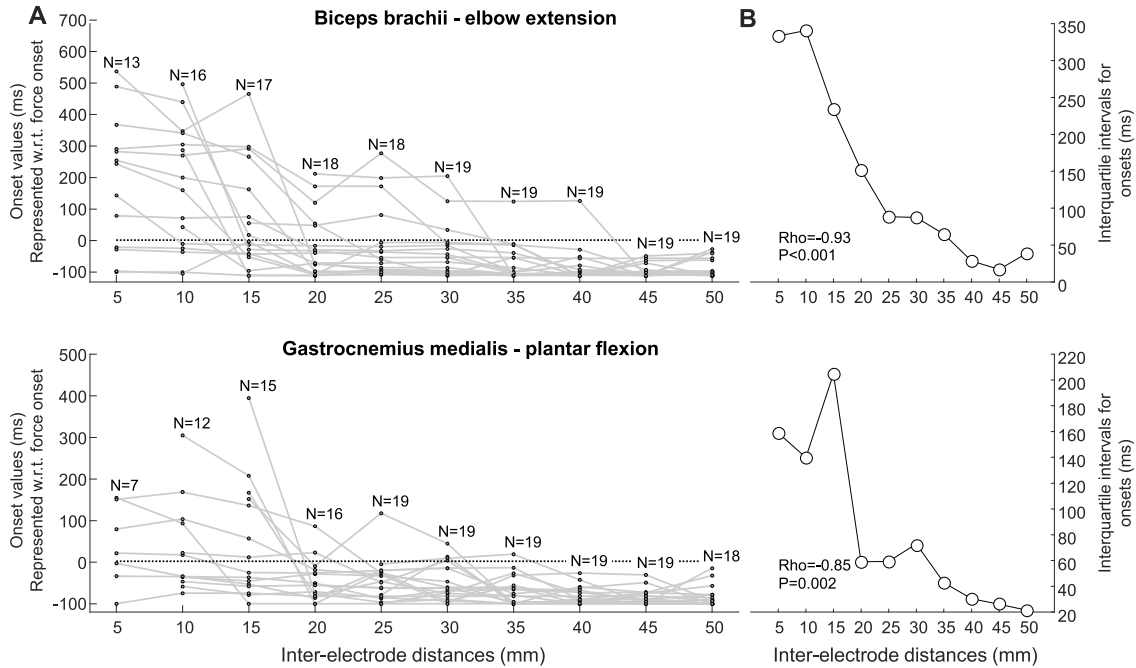 A
Biceps brachii - elbow extension
B
Onset values (ms)
Represented w.r.t. force onset
700
600
500
400
300
200
100
0
-100
N=13
N=16
N=17
N=18
N=18
N=19
N=19
N=19
N=19
N=19
5 10 15 20 25 30 35 40 45 50
Rho=-0.93
P<0.001
5 10 15 20 25 30 35 40 45 50
350
300
250
200
150
100
50
0
Interquartile intervals for
onsets (ms)
Gastrocnemius medialis - plantar flexion
Onset values (ms)
Represented w.r.t. force onset
500
400
300
200
100
0
-100
N=7
N=12
N=15
N=16
N=19
N=19
N=19
N=19
N=19
N=18
5 10 15 20 25 30 35 40 45 50
Rho=-0.85
P=0.002
5 10 15 20 25 30 35 40 45 50
220
200
180
160
140
120
100
80
60
40
20
Interquartile intervals for
onsets (ms)
Inter-electrode distances (mm)
Inter-electrode distances (mm)